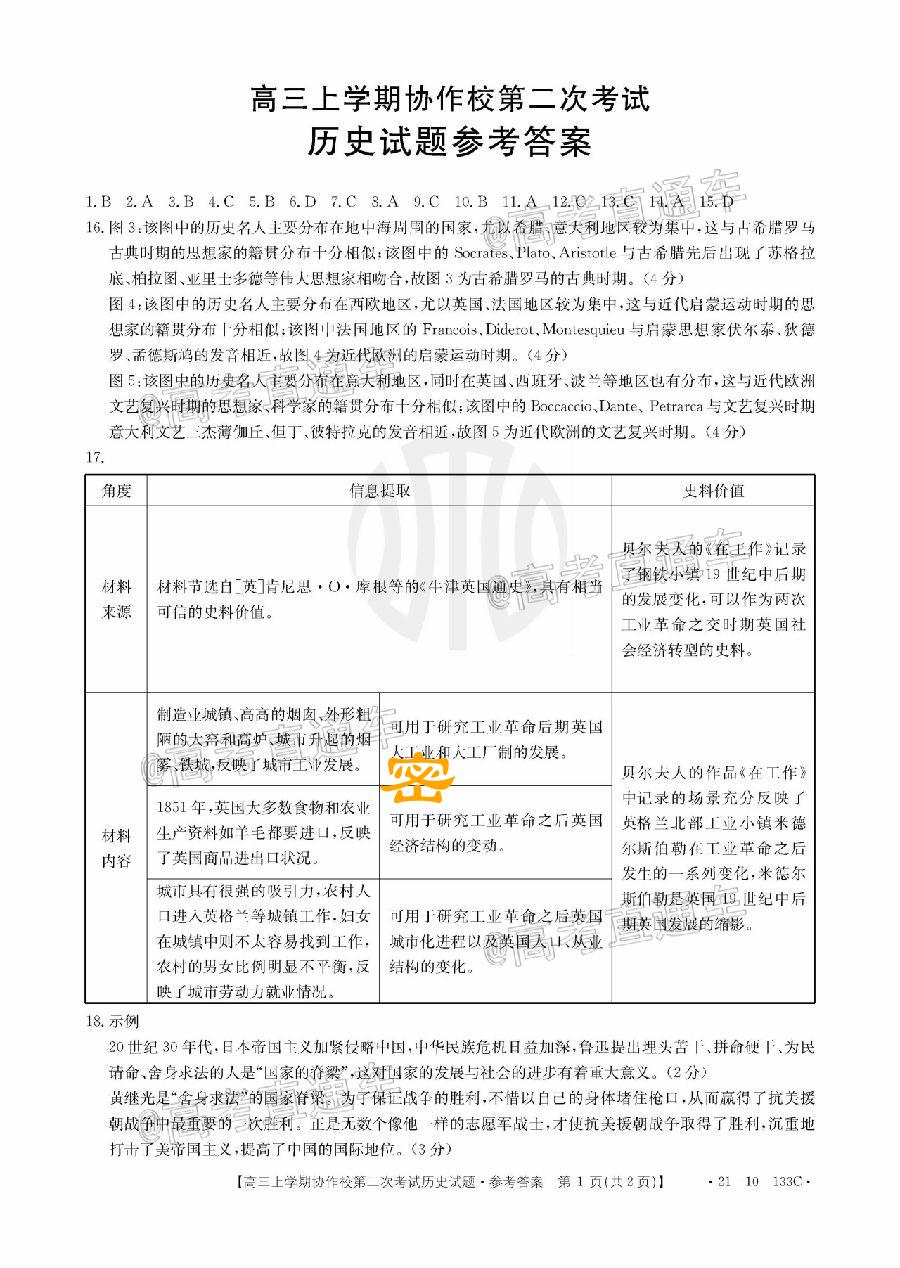 高三上学期协作校第二次考试
历史试题参考答案
1.B 2.A 3.B 4.C 5.B 6.D 7.C 8.A 9.C 10.B 11.A 12.C 13.C 14.A 15.D
16.图3:该图中的历史名人主要分布在地中海周围的国家,尤以希腊、意大利地区较为集中,这与古希腊罗马
古典时期的思想家的籍贯分布十分相似;该图中的 Socrates、Plato、Aristotle 与古希腊先后出现了苏格拉
底、柏拉图、亚里士多德等伟大思想家相吻合,故图3为古希腊罗马的古典时期。(4分)
图4:该图中的历史名人主要分布在西欧地区,尤以英国、法国地区较为集中,这与近代启蒙运动时期的思
想家的籍贯分布十分相似;该图中法国地区的 Francois、Diderot、Montesquieu 与启蒙思想家伏尔泰、狄德
罗、孟德斯鸠的发音相近,故图4为近代欧洲的启蒙运动时期。(4分)
图5:该图中的历史名人主要分布在意大利地区,同时在英国、西班牙、波兰等地区也有分布,这与近代欧洲
文艺复兴时期的思想家、科学家的籍贯分布十分相似;该图中的 Boccaccio、Dante、Petrarca 与文艺复兴时期
意大利文艺三杰薄伽丘、但丁、彼特拉克的发音相近,故图5为近代欧洲的文艺复兴时期。(4分)
17.
角度 信息提取 史料价值
材料
来源
材料节选自[英]肯尼思·O·摩根等的《牛津英国通史》,具有相当
可信的史料价值。
贝尔夫人的《在工作》记录
了钢铁小镇19世纪中后期
的发展变化,可以作为两次
工业革命之交时期英国社
会经济转型的史料。
材料
内容
制造业城镇、高高的烟囱、外形粗
陋的大窑和高炉、城市升起的烟
雾、铁城,反映了城市工业发展。
可用于研究工业革命后期英国
大工业和大工厂制的发展。
1851年,英国大多数食物和农业
生产资料如羊毛都要进口,反映
了英国商品进出口状况。
可用于研究工业革命之后英国
经济结构的变动。
城市具有很强的吸引力,农村人
口进入英格兰等城镇工作,妇女
在城镇中则不太容易找到工作,
农村的男女比例明显不平衡,反
映了城市劳动力就业情况。
可用于研究工业革命之后英国
城市化进程以及英国人口、从业
结构的变化。
贝尔夫人的作品《在工作》
中记录的场景充分反映了
英格兰北部工业小镇米德
尔斯伯勒在工业革命之后
发生的一系列变化,米德尔
斯伯勒是英国19世纪中后
期英国发展的缩影。
18.示例
20世纪30年代,日本帝国主义加紧侵略中国,中华民族危机日益加深,鲁迅提出埋头苦干、拼命硬干、为民
请命、舍身求法的人是“国家的脊梁”,这对国家的发展与社会的进步有着重大意义。(2分)
黄继光是“舍身求法”的国家脊梁。为了保证战争的胜利,不惜以自己的身体堵住枪口,从而赢得了抗美援
朝战争中最重要的一次胜利。正是无数个像他一样的志愿军战士,才使抗美援朝战争取得了胜利,沉重地
打击了美帝国主义,提高了中国的国际地位。(3分)
【高三上学期协作校第二次考试历史试题·参考答案 第1页(共2页)】 ·21-10-133C·
@高考直通车
@高考直通车
@高考直通车
@高考直通车
@高考直通车
@高考直通车
密